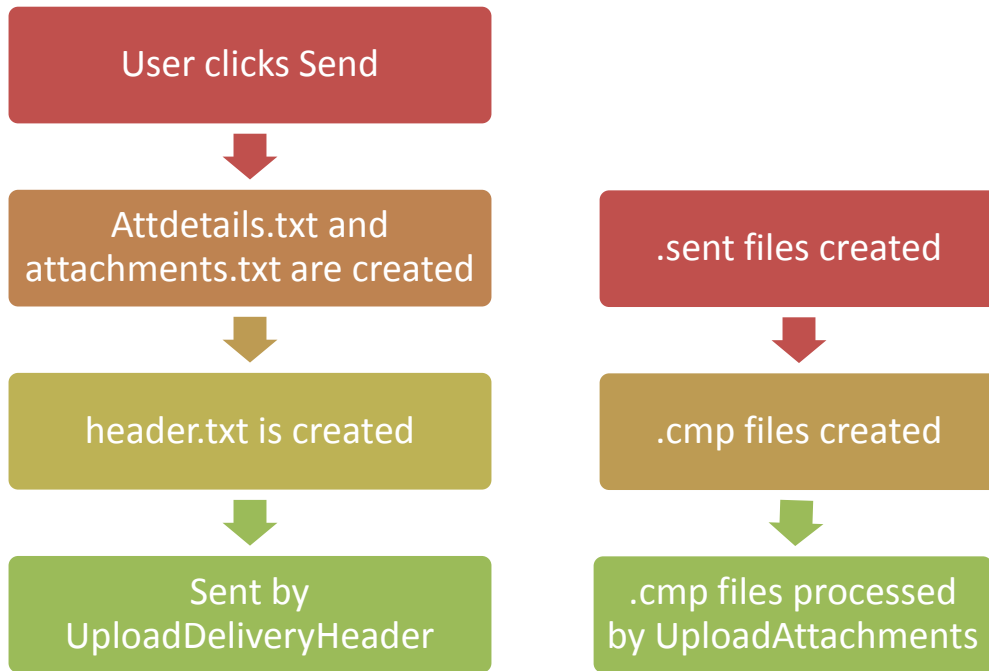 User clicks Send
Attdetails.txt and
attachments.txt are created
header.txt is created
Sent by
UploadDeliveryHeader
.sent files created
.cmp files created
.cmp files processed
by UploadAttachments